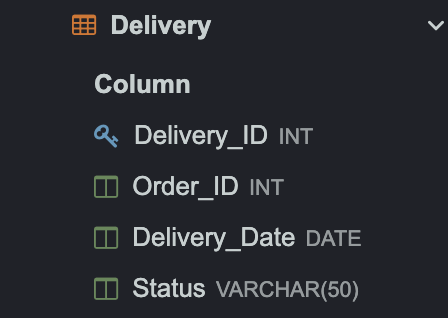 Delivery
Column
Delivery_ID INT
Order_ID INT
Delivery_Date DATE
Status VARCHAR(50)